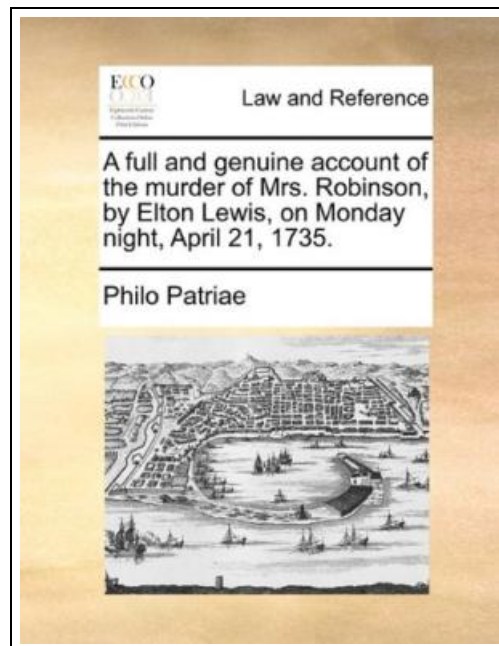 ECCO
Law and Reference
A full and genuine account of
the murder of Mrs. Robinson,
by Elton Lewis, on Monday
night, April 21, 1735.
Philo Patriae